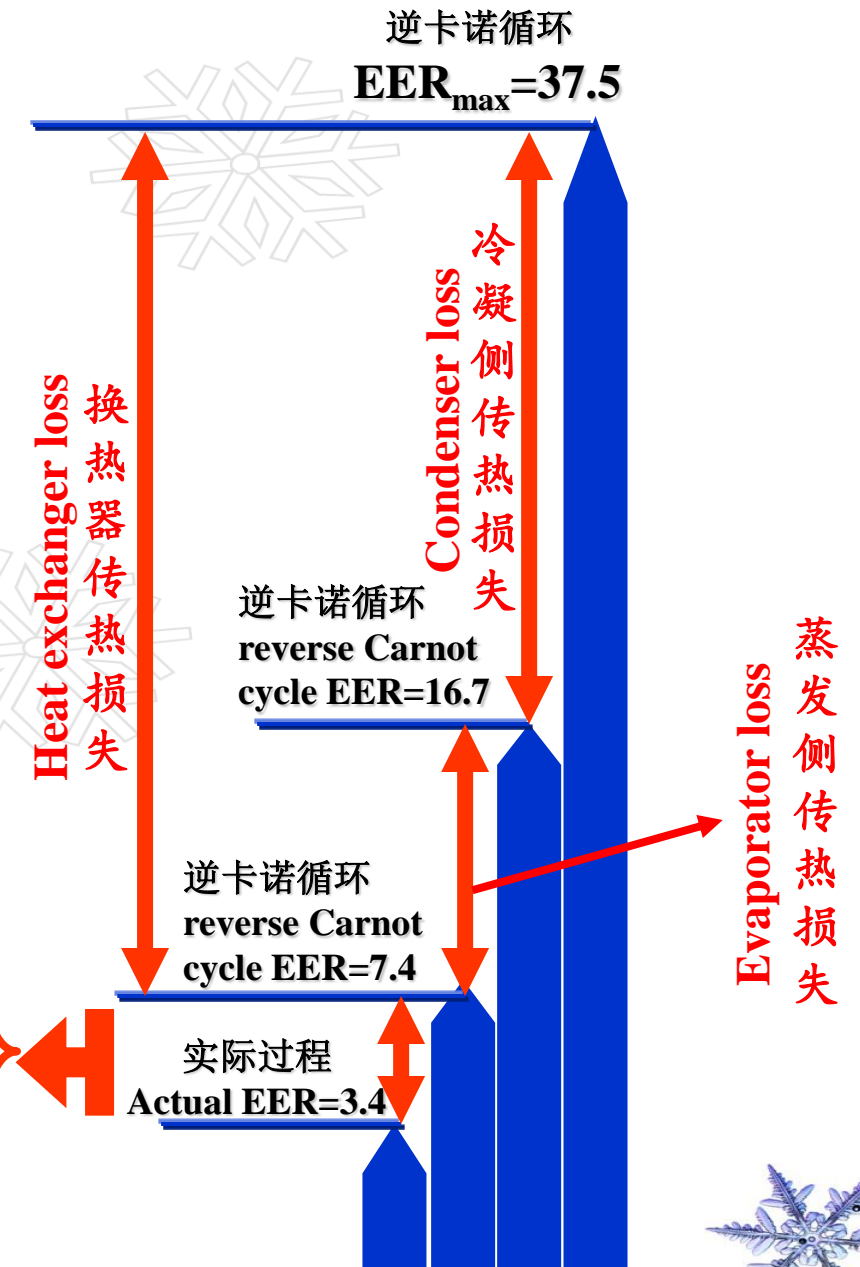 逆卡诺循环
EERmax=37.5
冷凝侧传热损失
Condenser loss
换热器传热损失
Heat exchanger loss
逆卡诺循环
reverse Carnot
cycle EER=16.7
蒸发侧传热损失
Evaporator loss
逆卡诺循环
reverse Carnot
cycle EER=7.4
实际过程
Actual EER=3.4